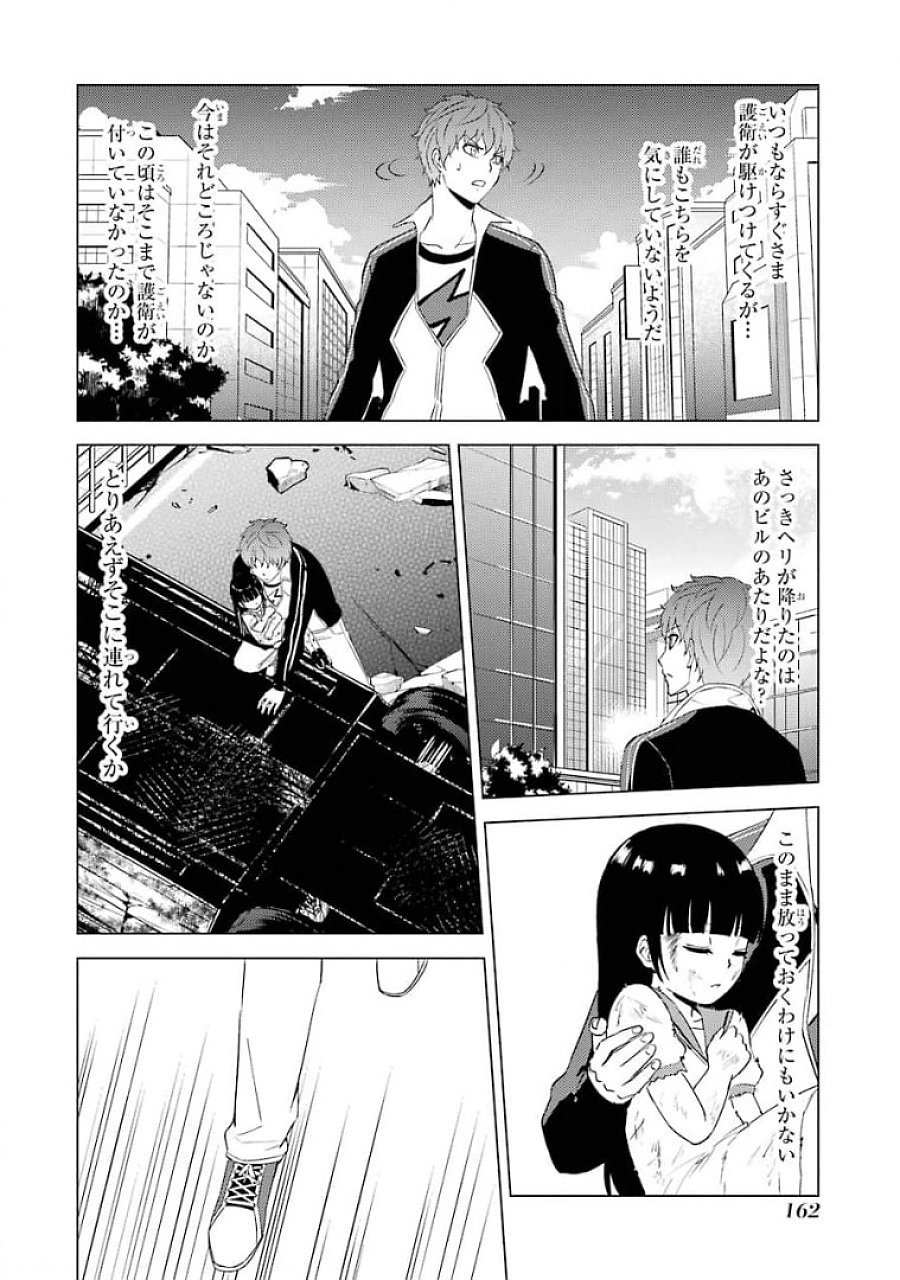 いつもならすぐさま
護衛が駆けつけてくるが…
誰もこちらを
気にしていないようだ
今はそれどころじゃないのか
この頃はそこまで護衛が
付いていなかったのか…
さっきヘリが降りたのは
あのビルのあたりだよな?
このまま放っておくわけにもいかない
とりあえずそこに連れて行くか
162